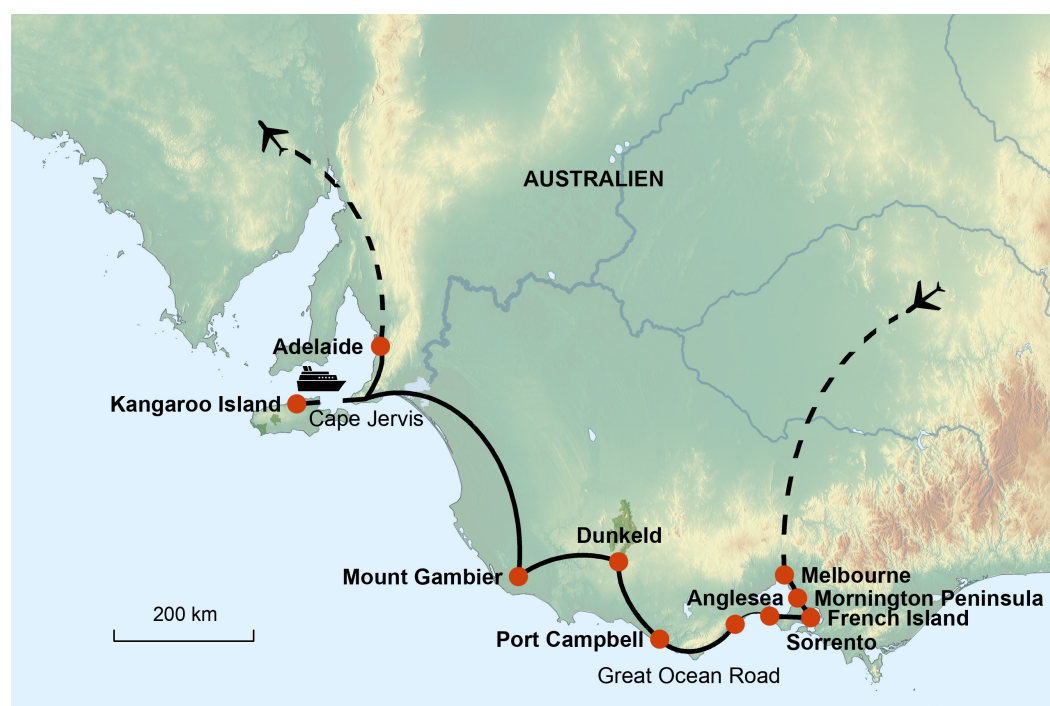 AUSTRALIEN
Adelaide
Kangaroo Island
Cape Jervis
Dunkeld
Mount Gambier
Melbourne
Anglesea
Mornington Peninsula
200 km
French Island
Port Campbell
Sorrento
Great Ocean Road